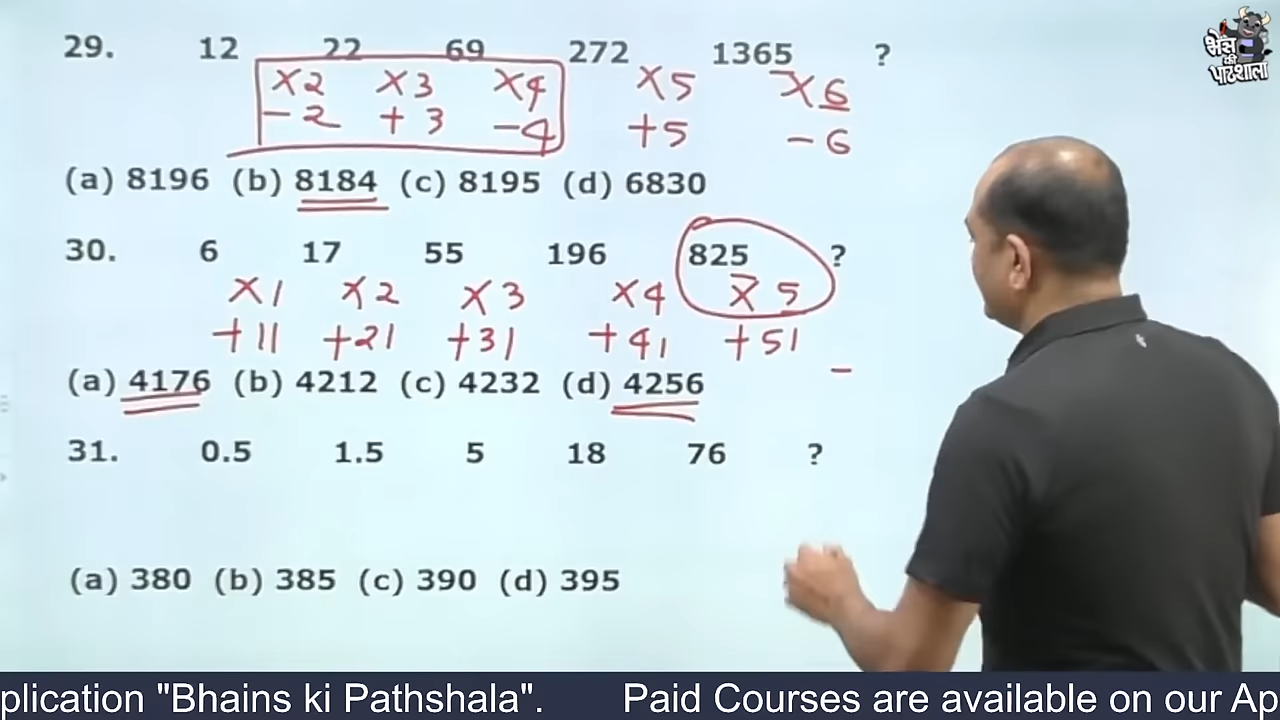 29. 12 22 69 272 1365 ?
×2 ×3 ×4 ×5 ×6
-2 +3 -4 +5 -6
(a) 8196 (b) 8184 (c) 8195 (d) 6830
30. 6 17 55 196 825 ?
×1 ×2 ×3 ×4 ×5
+11 +21 +31 +41 +51
(a) 4176 (b) 4212 (c) 4232 (d) 4256
31. 0.5 1.5 5 18 76 ?
(a) 380 (b) 385 (c) 390 (d) 395
भैंस
की
पाठशाला
plication "Bhains ki Pathshala". Paid Courses are available on our Ap